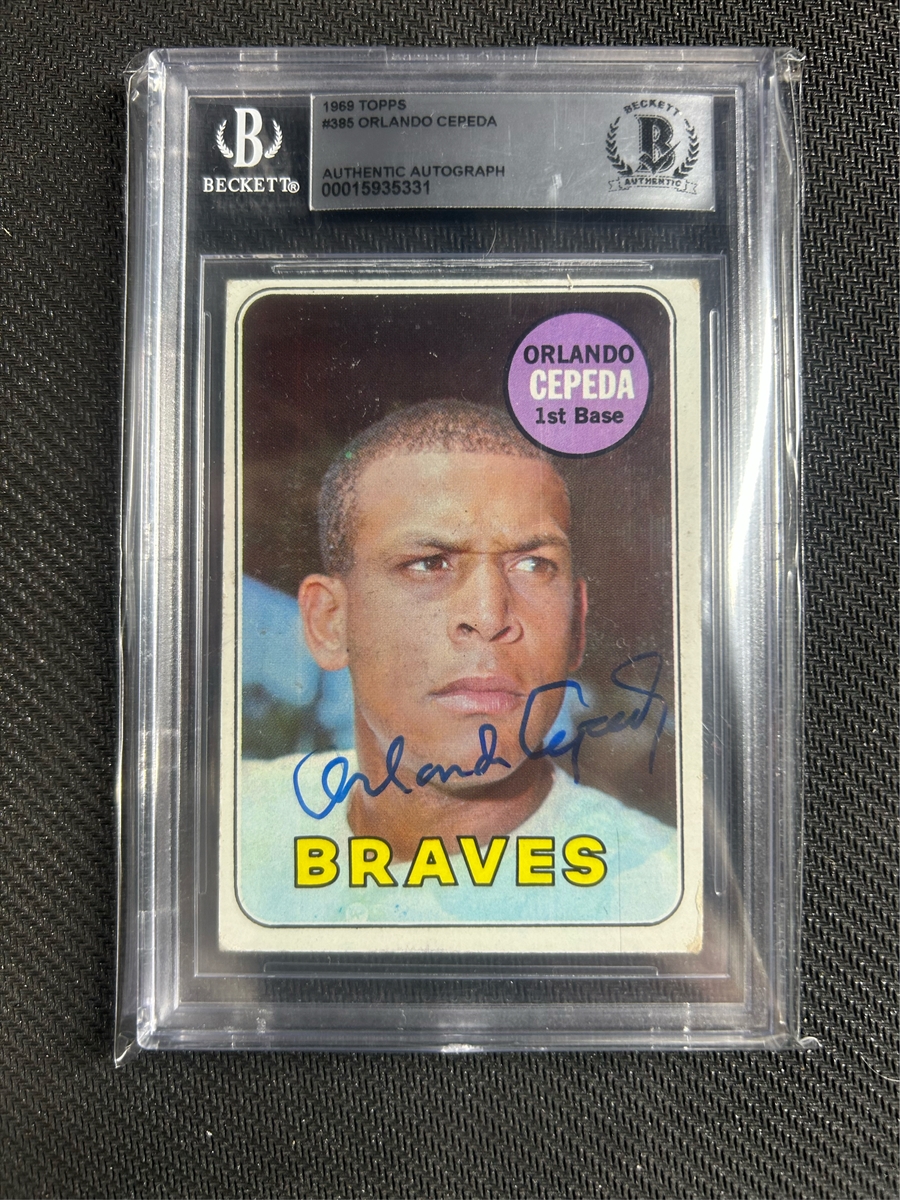 B
BECKETT®
1969 TOPPS
#385 ORLANDO CEPEDA
AUTHENTIC AUTOGRAPH
00015935331
BECKETT
B
AUTHENTIC
ORLANDO
CEPEDA
1st Base
Orlando Cepeda
BRAVES